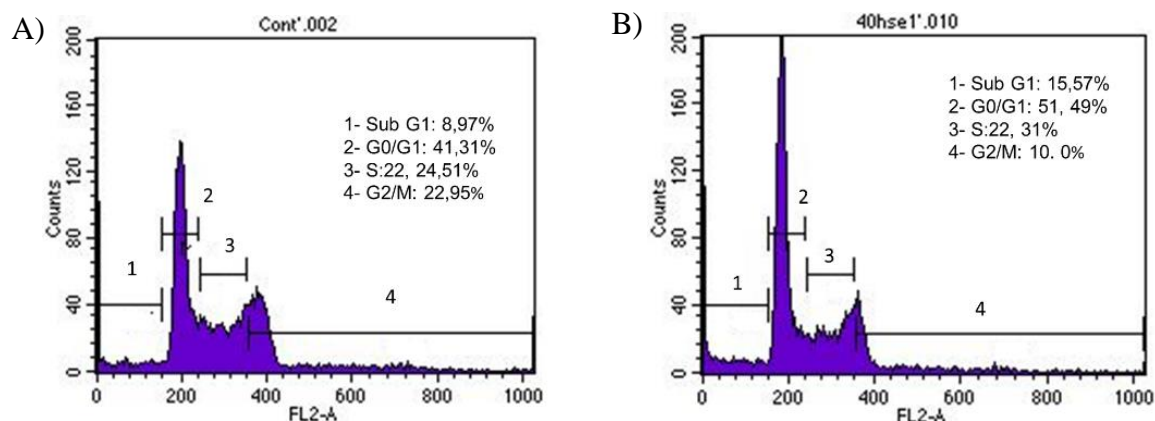 A)
Cont'.002
200
160
120
80
40
0
Counts
1- Sub G1: 8,97%
2- G0/G1: 41,31%
3- S:22, 24,51%
4- G2/M: 22,95%
1
2
3
4
0 200 400 600 800 1000
FL2-A
B)
40hse1'.010
200
160
120
80
40
0
Counts
1- Sub G1: 15,57%
2- G0/G1: 51, 49%
3- S:22, 31%
4- G2/M: 10. 0%
1
2
3
4
0 200 400 600 800 1000
FL2-A